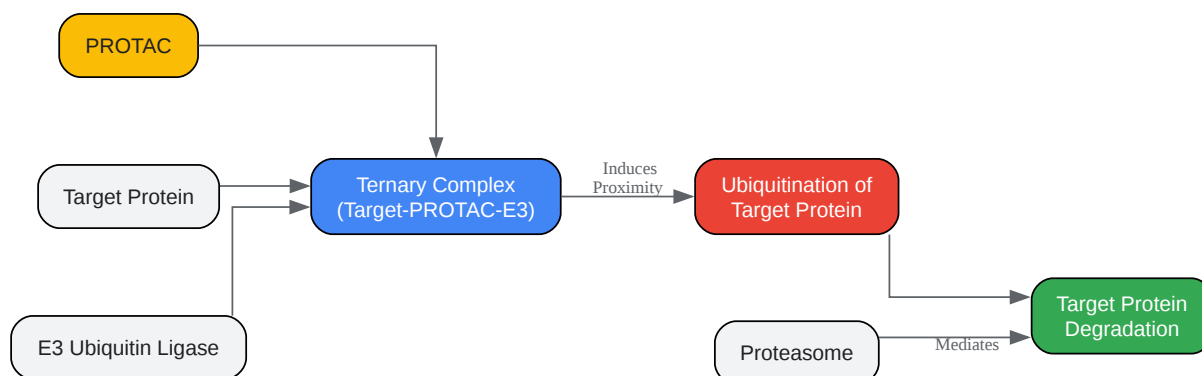 PROTAC
Target Protein
E3 Ubiquitin Ligase
Ternary Complex
(Target-PROTAC-E3)
Induces
Proximity
Ubiquitination of
Target Protein
Proteasome
Mediates
Target Protein
Degradation